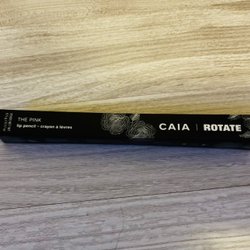 THE PINK
lip pencil – crayon à lèvres
CAIA | ROTATE